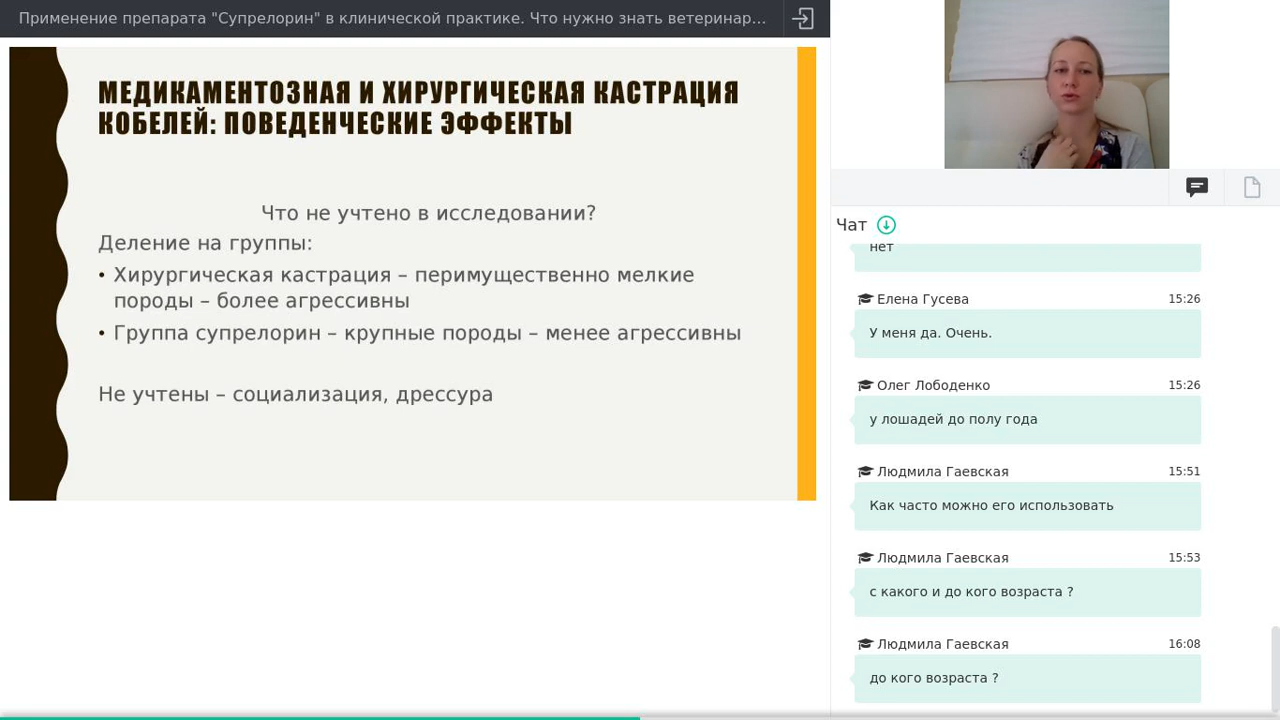 Применение препарата "Супрелорин" в клинической практике. Что нужно знать ветеринар...
МЕДИКАМЕНТОЗНАЯ И ХИРУРГИЧЕСКАЯ КАСТРАЦИЯ
КОБЕЛЕЙ: ПОВЕДЕНЧЕСКИЕ ЭФФЕКТЫ
Что не учтено в исследовании?
Деление на группы:
• Хирургическая кастрация – перимущественно мелкие
породы – более агрессивны
• Группа супрелорин – крупные породы – менее агрессивны
Не учтены – социализация, дрессура
Чат
нет
Елена Гусева 15:26
У меня да. Очень.
Олег Лободенко 15:26
у лошадей до полу года
Людмила Гаевская 15:51
Как часто можно его использовать
Людмила Гаевская 15:53
с какого и до кого возраста ?
Людмила Гаевская 16:08
до кого возраста ?